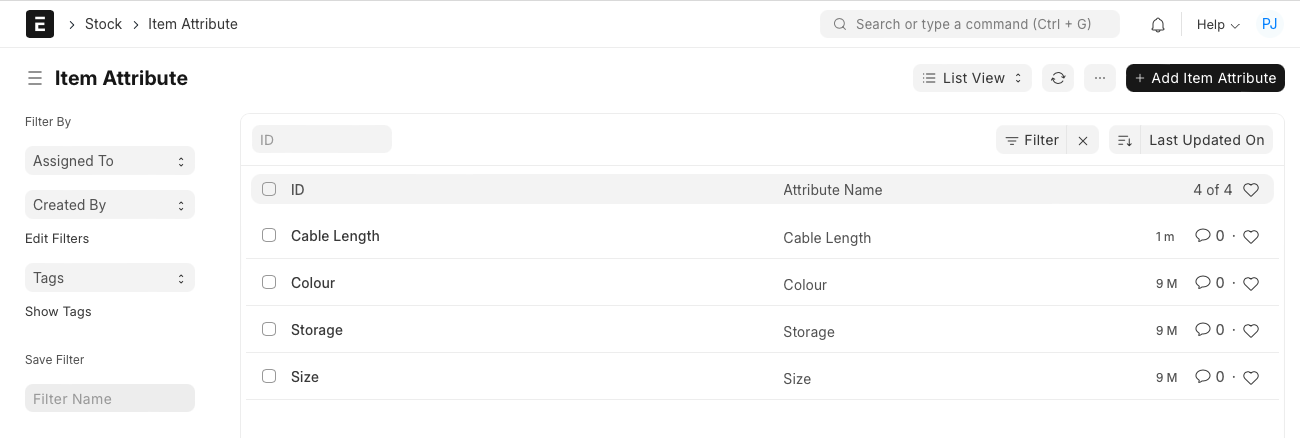 Stock
Item Attribute
Search or type a command (Ctrl + G)
Help
PJ
Item Attribute
List View
···
+ Add Item Attribute
Filter By
Assigned To
Created By
Edit Filters
Tags
Show Tags
Save Filter
Filter Name
ID
Filter
Last Updated On
ID Attribute Name 4 of 4
Cable Length Cable Length 1 m 0 ·
Colour Colour 9 M 0 ·
Storage Storage 9 M 0 ·
Size Size 9 M 0 ·